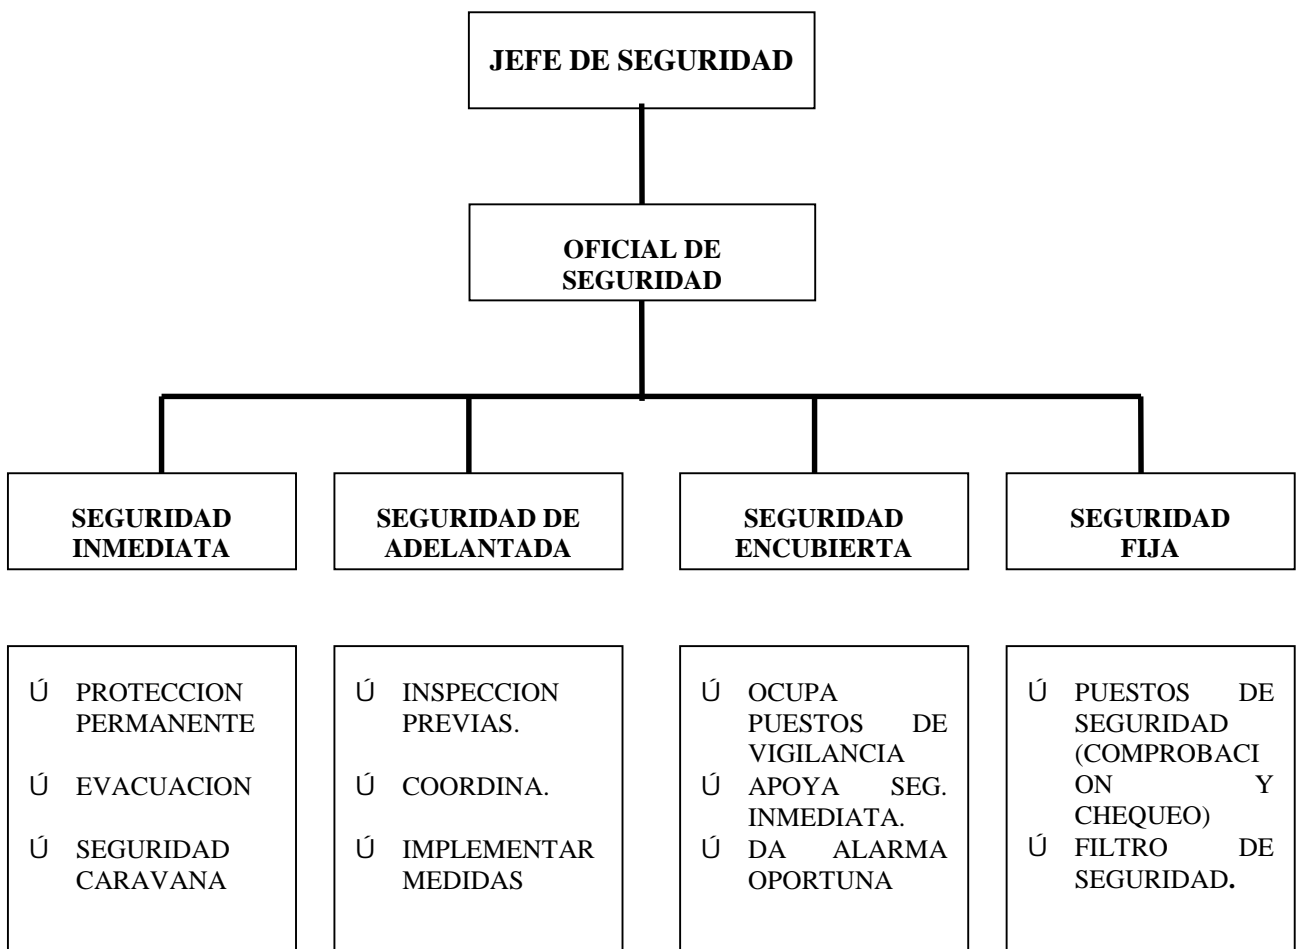 JEFE DE SEGURIDAD
OFICIAL DE
SEGURIDAD
SEGURIDAD
INMEDIATA
SEGURIDAD DE
ADELANTADA
SEGURIDAD
ENCUBIERTA
SEGURIDAD
FIJA
Ú PROTECCION
PERMANENTE
Ú EVACUACION
Ú SEGURIDAD
CARAVANA
Ú INSPECCION
PREVIAS.
Ú COORDINA.
Ú IMPLEMENTAR
MEDIDAS
Ú OCUPA
PUESTOS DE
VIGILANCIA
Ú APOYA SEG.
INMEDIATA.
Ú DA ALARMA
OPORTUNA
Ú PUESTOS DE
SEGURIDAD
(COMPROBACI
ON Y
CHEQUEO)
Ú FILTRO DE
SEGURIDAD.